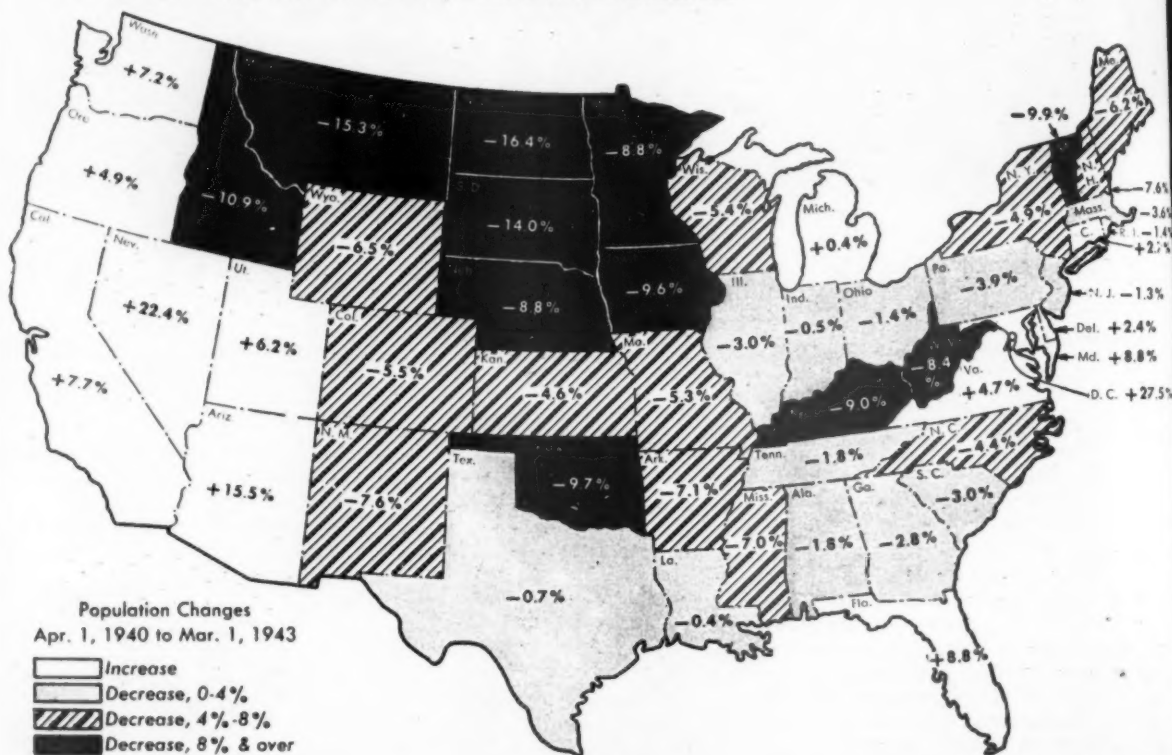 Wash.
+7.2%
Ore.
+4.9%
Cal.
+7.7%
Nev.
+22.4%
Ut.
+6.2%
Ariz.
+15.5%
-10.9%
-15.3%
Wyo.
-6.5%
Col.
-5.5%
N. M.
-7.6%
-16.4%
S. D.
-14.0%
Neb.
-8.8%
Kan.
-4.6%
-9.7%
Tex.
-0.7%
-8.8%
-9.6%
Mo.
-5.3%
Ark.
-7.1%
La.
-0.4%
Wis.
-5.4%
Ill.
-3.0%
Mich.
+0.4%
Ind.
-0.5%
Ohio
-1.4%
-9.0%
Tenn.
-1.8%
Miss.
-7.0%
Ala.
-1.8%
Ga.
-2.8%
Fla.
+8.8%
S. C.
-3.0%
N. C.
-4.4%
Va.
+4.7%
W. Va.
-8.4
%
Pa.
-3.9%
N. Y.
-4.9%
-9.9%
Me.
-6.2%
N.
H.
-7.6%
Mass.
-3.6%
C.
R. I. -1.4%
N. J. -1.3%
Del. +2.4%
Md. +8.8%
D. C. +27.5%
Population Changes
Apr. 1, 1940 to Mar. 1, 1943
Increase
Decrease, 0-4%
Decrease, 4%-8%
Decrease, 8% & over